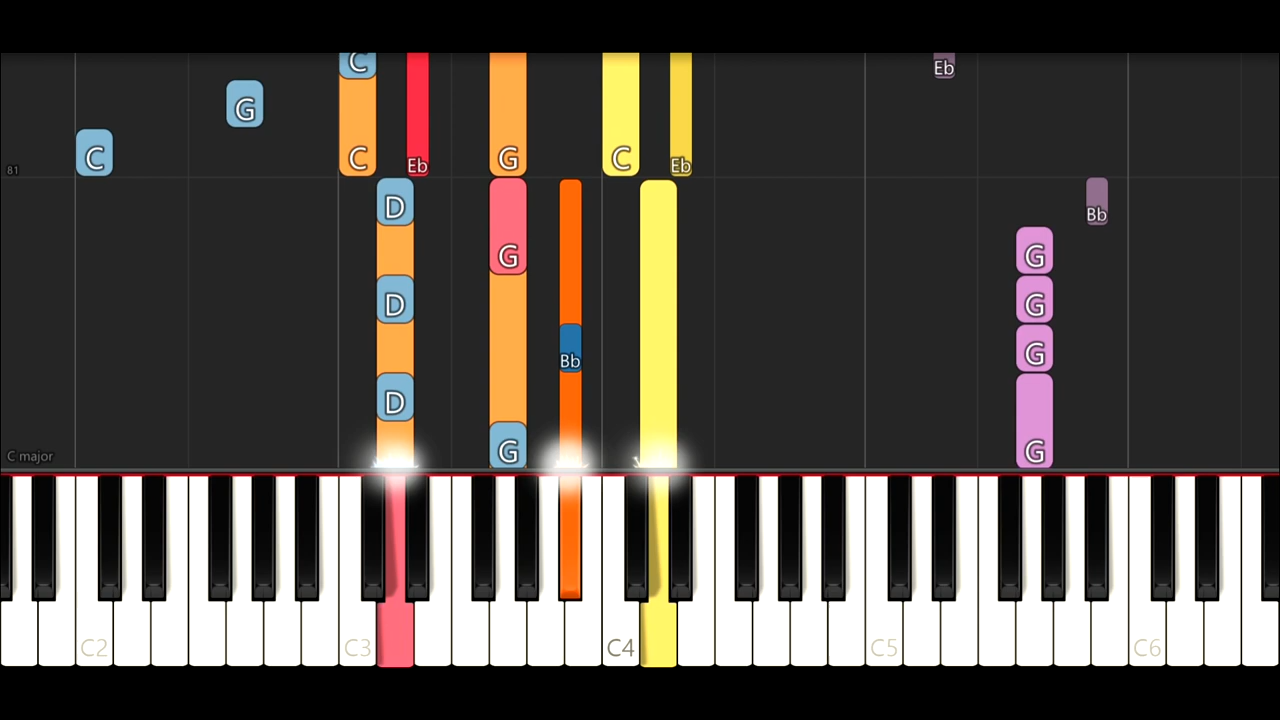 C Eb
G
C C Eb G C Eb
81
D Bb
G G
D G
Bb G
D
C major G G
C2 C3 C4 C5 C6